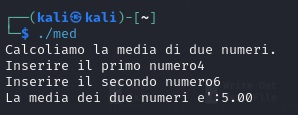 ┌──(kali㉿kali)-[~]
└─$ ./med
Calcoliamo la media di due numeri.
Inserire il primo numero4
Inserire il secondo numero6
La media dei due numeri e':5.00